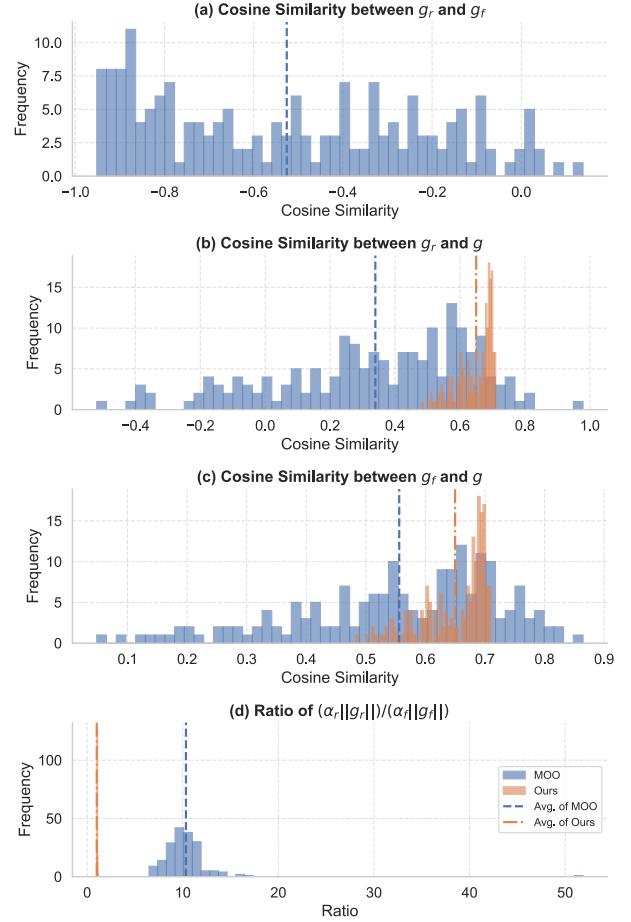 (a) Cosine Similarity between g_r and g_f
Frequency
10.0
7.5
5.0
2.5
0.0
−1.0 −0.8 −0.6 −0.4 −0.2 0.0
Cosine Similarity
(b) Cosine Similarity between g_r and g
Frequency
15
10
5
0
−0.4 −0.2 0.0 0.2 0.4 0.6 0.8 1.0
Cosine Similarity
(c) Cosine Similarity between g_f and g
Frequency
15
10
5
0
0.1 0.2 0.3 0.4 0.5 0.6 0.7 0.8 0.9
Cosine Similarity
(d) Ratio of (α_r||g_r||)/(α_f||g_f||)
Frequency
100
50
0
MOO
Ours
Avg. of MOO
Avg. of Ours
0 10 20 30 40 50
Ratio